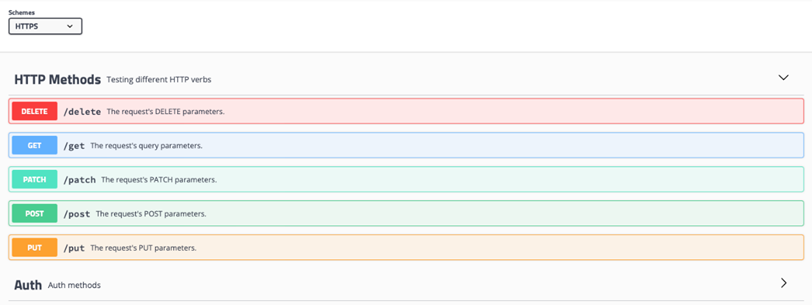 Schemes
HTTPS
HTTP Methods Testing different HTTP verbs
DELETE /delete The request's DELETE parameters.
GET /get The request's query parameters.
PATCH /patch The request's PATCH parameters.
POST /post The request's POST parameters.
PUT /put The request's PUT parameters.
Auth Auth methods